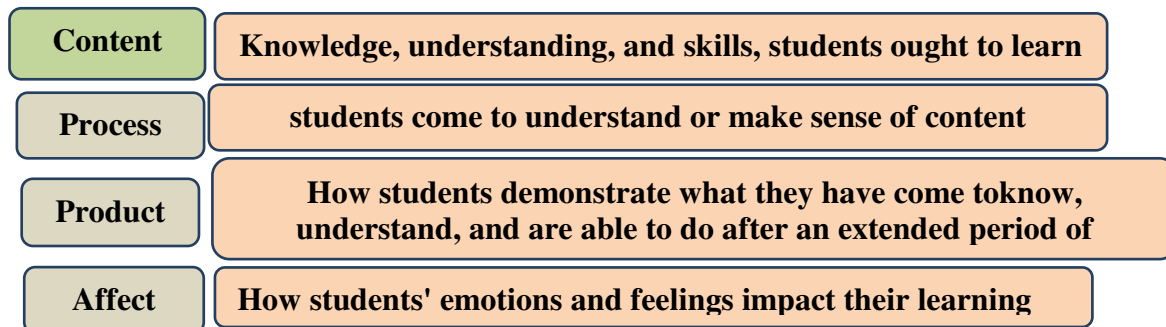 Content
Knowledge, understanding, and skills, students ought to learn
Process
students come to understand or make sense of content
Product
How students demonstrate what they have come toknow,
understand, and are able to do after an extended period of
Affect
How students' emotions and feelings impact their learning